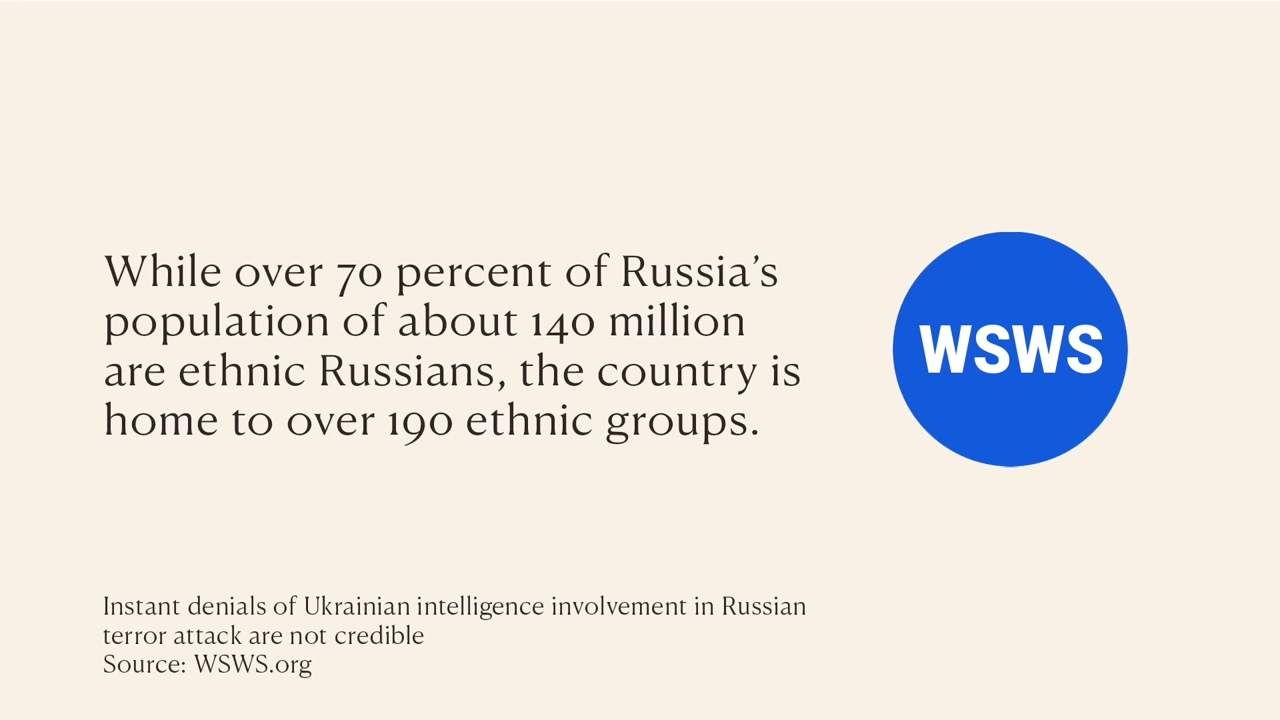 While over 70 percent of Russia’s
population of about 140 million
are ethnic Russians, the country is
home to over 190 ethnic groups.
WSWS
Instant denials of Ukrainian intelligence involvement in Russian
terror attack are not credible
Source: WSWS.org